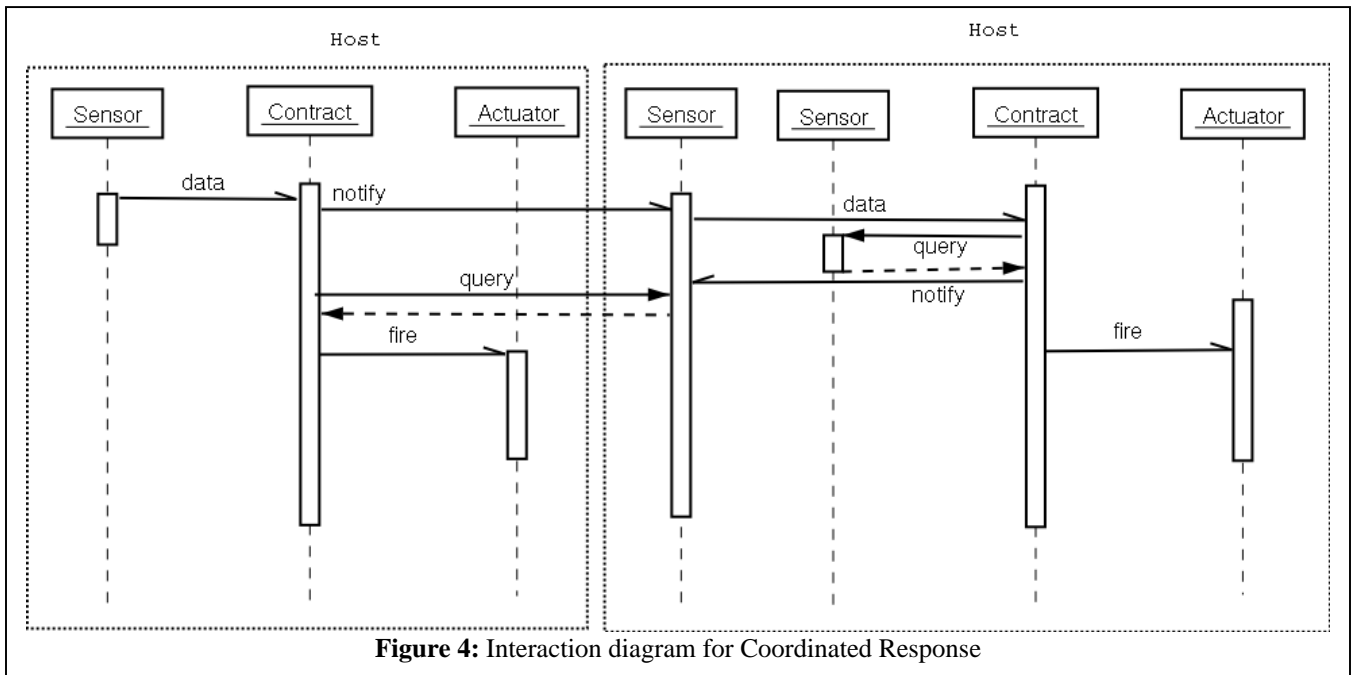 Host
Host
Sensor
Contract
Actuator
Sensor
Sensor
Contract
Actuator
data
notify
data
query
query
notify
fire
fire
Figure 4: Interaction diagram for Coordinated Response